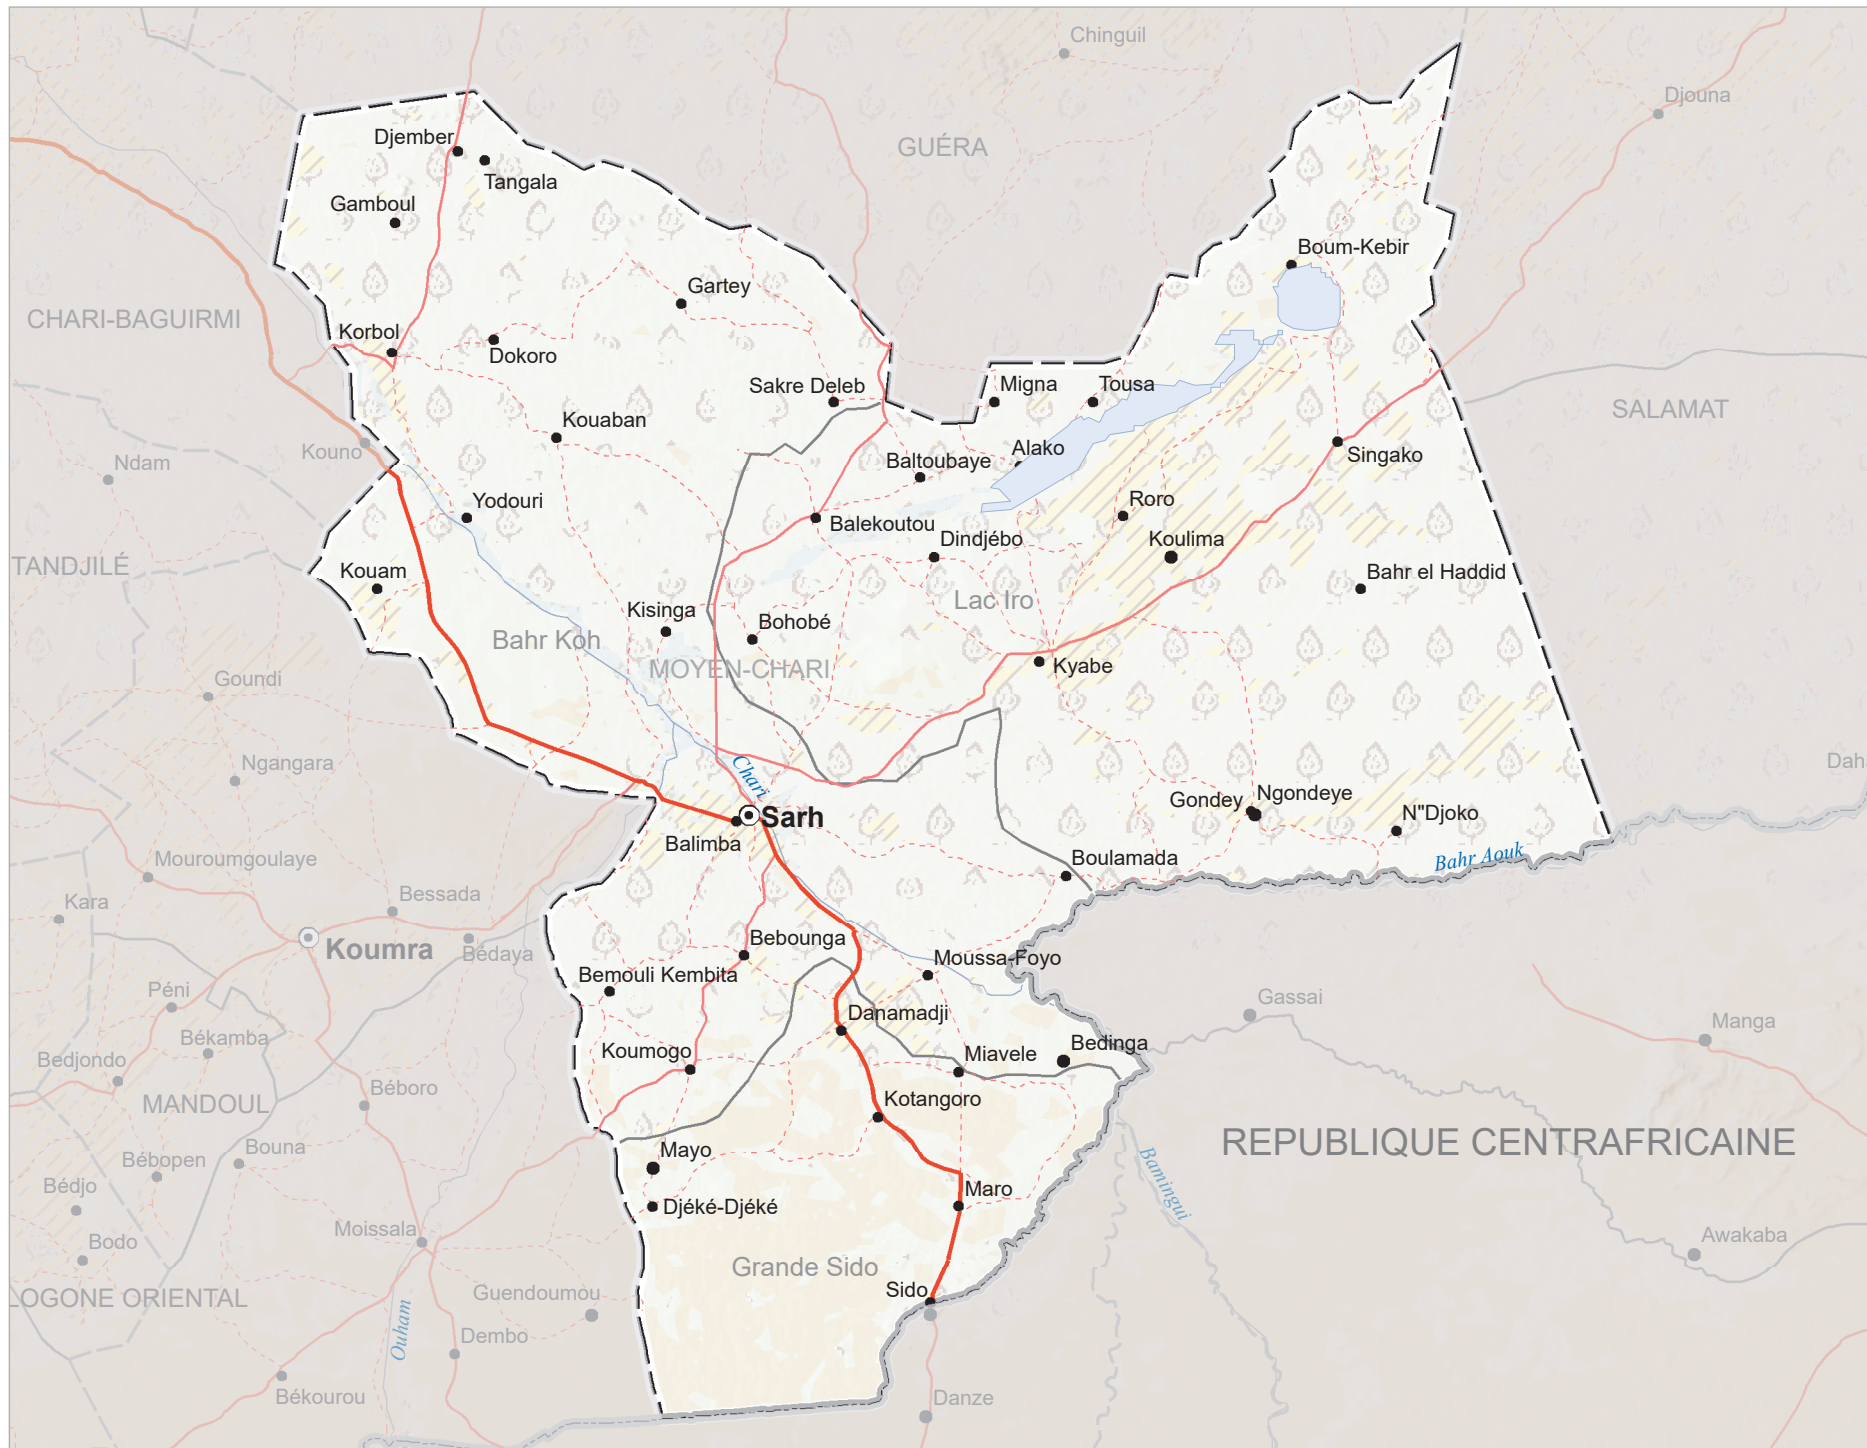 Chinguil
Djouna
Djember
GUÉRA
Tangala
Gamboul
Boum-Kebir
Gartey
CHARI-BAGUIRMI
Korbol
Dokoro
Sakre Deleb
Migna
Tousa
SALAMAT
Kouaban
Kouno
Alako
Singako
Ndam
Baltoubaye
Yodouri
Roro
Balekoutou
Dindjébo
Koulima
TANDJILÉ
Kouam
Bahr el Haddid
Lac Iro
Kisinga
Bohobé
Bahr Koh
MOYEN-CHARI
Kyabe
Goundi
Ngangara
Chari
Dah
Gondey
Ngondeye
N"Djoko
Sarh
Balimba
Bahr Aouk
Mouroumgoulaye
Boulamada
Bessada
Kara
Koumra
Bédaya
Bebounga
Moussa-Foyo
Bemouli Kembita
Péni
Gassai
Danamadji
Manga
Békamba
Koumogo
Miavele
Bedinga
Bedjondo
Béboro
MANDOUL
Kotangoro
REPUBLIQUE CENTRAFRICAINE
Bouna
Mayo
Bébopen
Bamingui
Bédjo
Maro
Djéké-Djéké
Moissala
Bodo
Awakaba
Grande Sido
LOGONE ORIENTAL
Guendoumou
Sido
Ouham
Dembo
Békourou
Danze